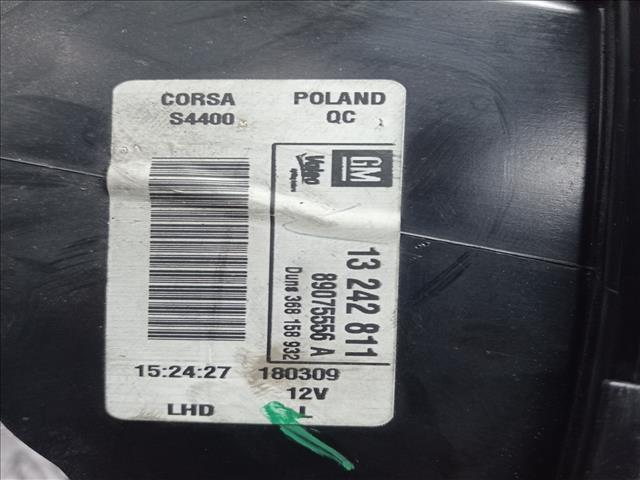 CORSA POLAND
S4400 QC
GM
Valeo
13 242 811
89075556 A
Duns 368 158 932
15:24:27 180309
12V
LHD L